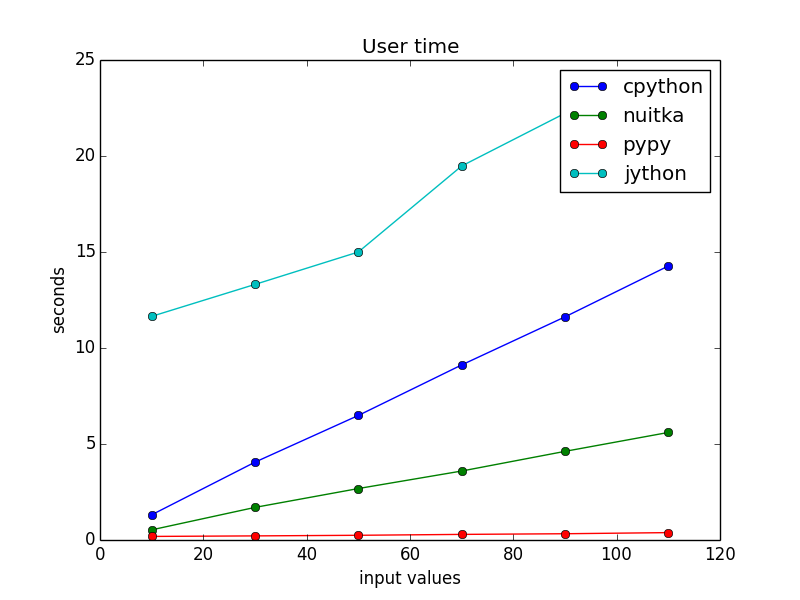 User time
25
20
15
10
5
0
seconds
cpython
nuitka
pypy
jython
0 20 40 60 80 100 120
input values